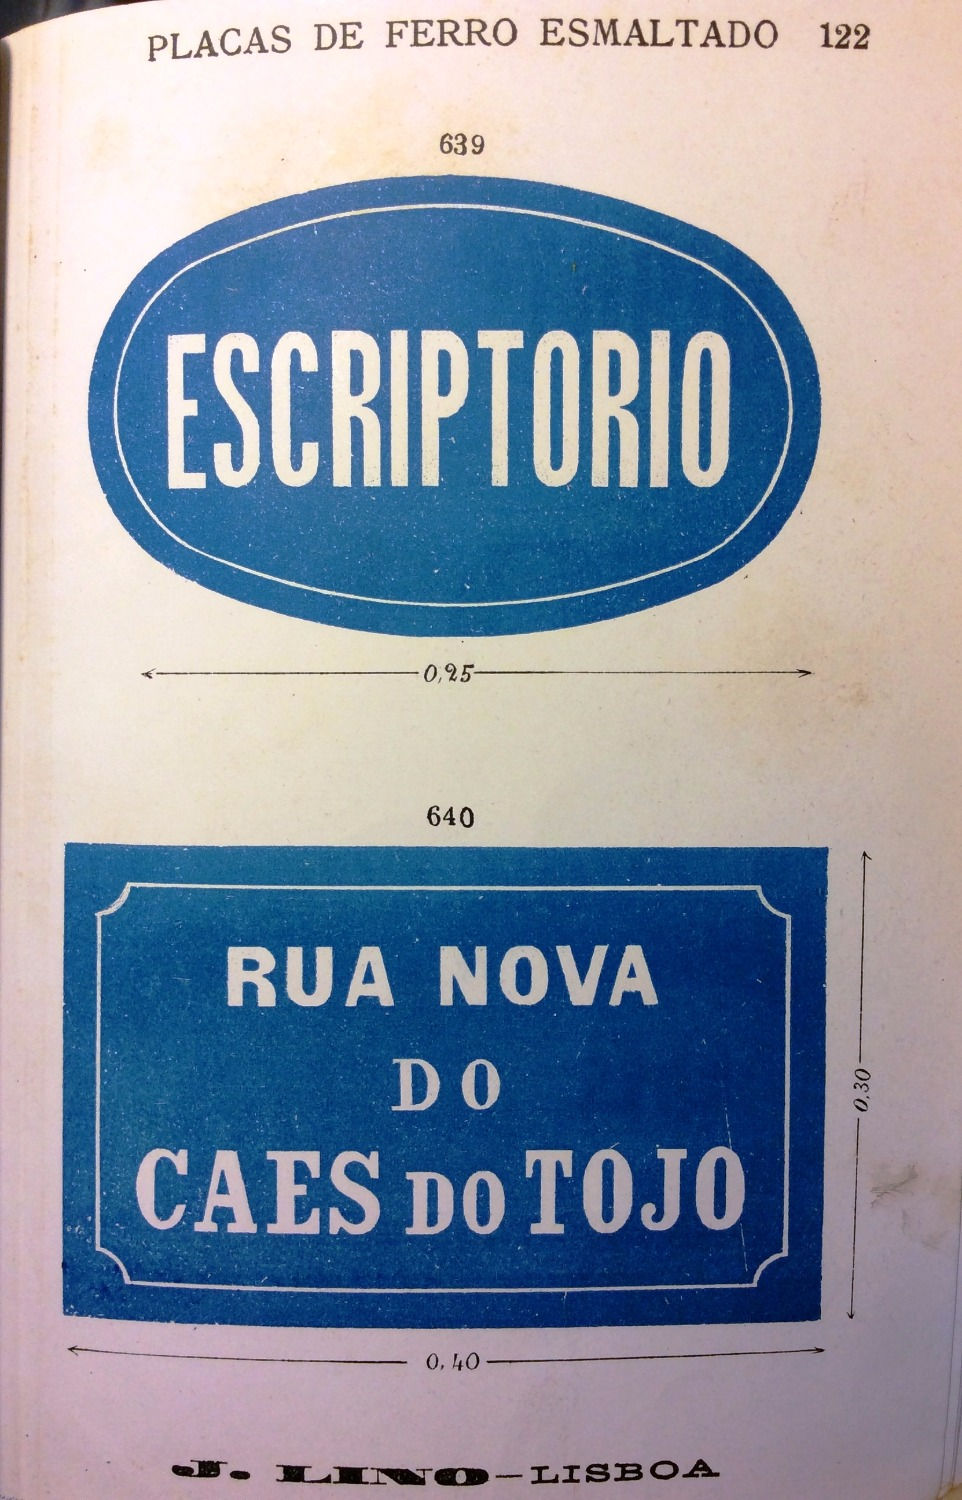 PLACAS DE FERRO ESMALTADO 122
639
ESCRIPTORIO
0,25
640
RUA NOVA
DO
CAES DO TOJO
0,30
0,40
J. LINO-LISBOA